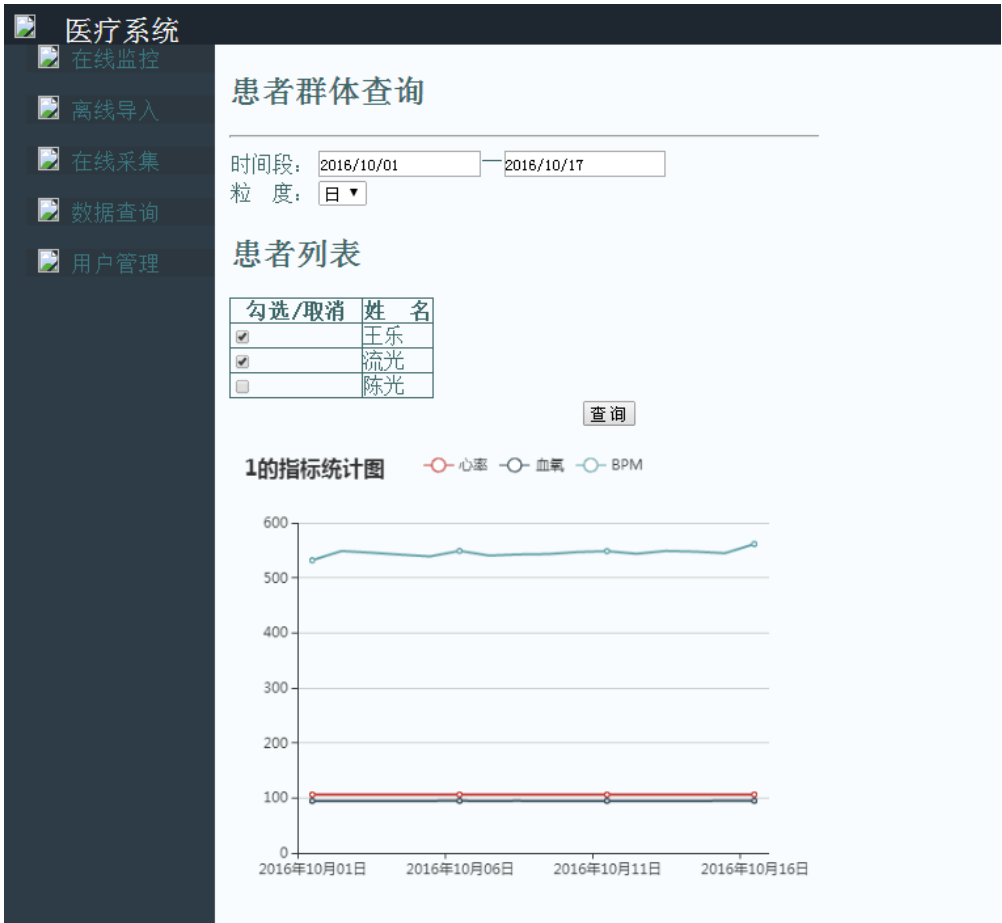 医疗系统
在线监控
离线导入
在线采集
数据查询
用户管理
患者群体查询
时间段： 2016/10/01 — 2016/10/17
粒 度： 日
患者列表
勾选/取消 姓 名
王乐
流光
陈光
查询
1的指标统计图 心率 血氧 BPM
600
500
400
300
200
100
0
2016年10月01日 2016年10月06日 2016年10月11日 2016年10月16日